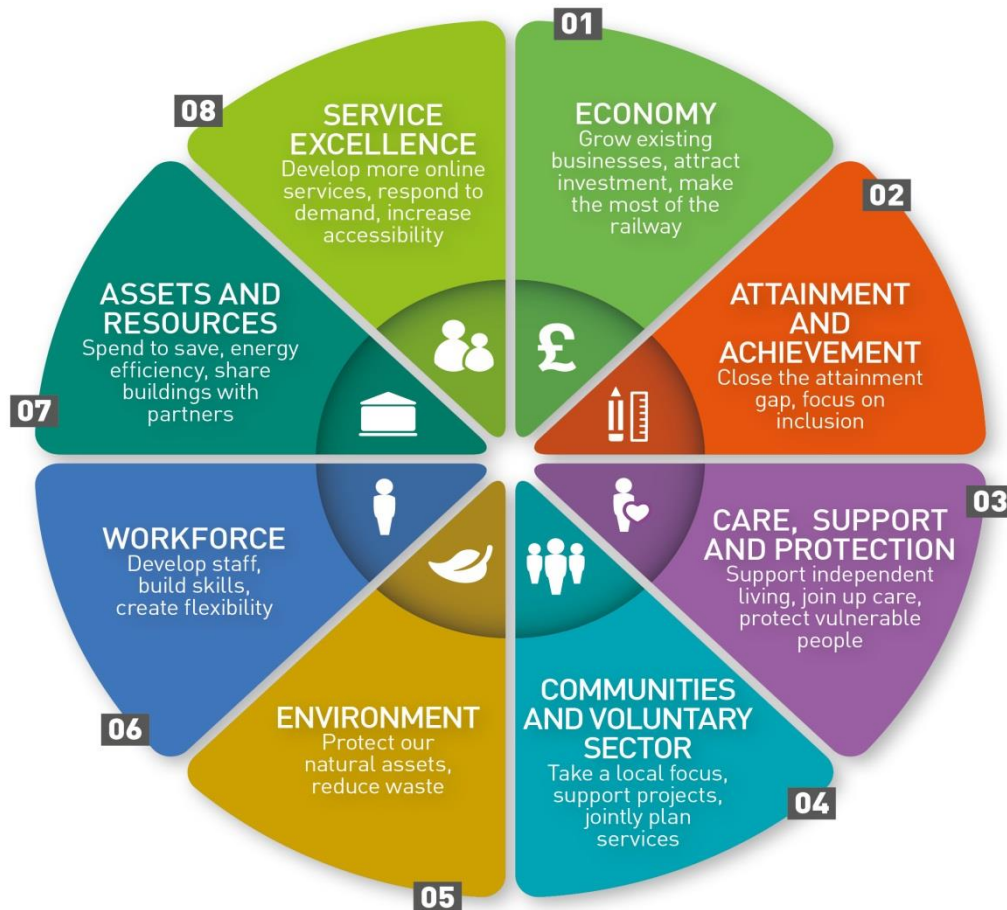 01
ECONOMY
Grow existing
businesses, attract
investment, make
the most of the
railway
02
ATTAINMENT
AND
ACHIEVEMENT
Close the attainment
gap, focus on
inclusion
03
CARE, SUPPORT
AND PROTECTION
Support independent
living, join up care,
protect vulnerable
people
04
COMMUNITIES
AND VOLUNTARY
SECTOR
Take a local focus,
support projects,
jointly plan
services
05
ENVIRONMENT
Protect our
natural assets,
reduce waste
06
WORKFORCE
Develop staff,
build skills,
create flexibility
07
ASSETS AND
RESOURCES
Spend to save, energy
efficiency, share
buildings with
partners
08
SERVICE
EXCELLENCE
Develop more online
services, respond to
demand, increase
accessibility
£